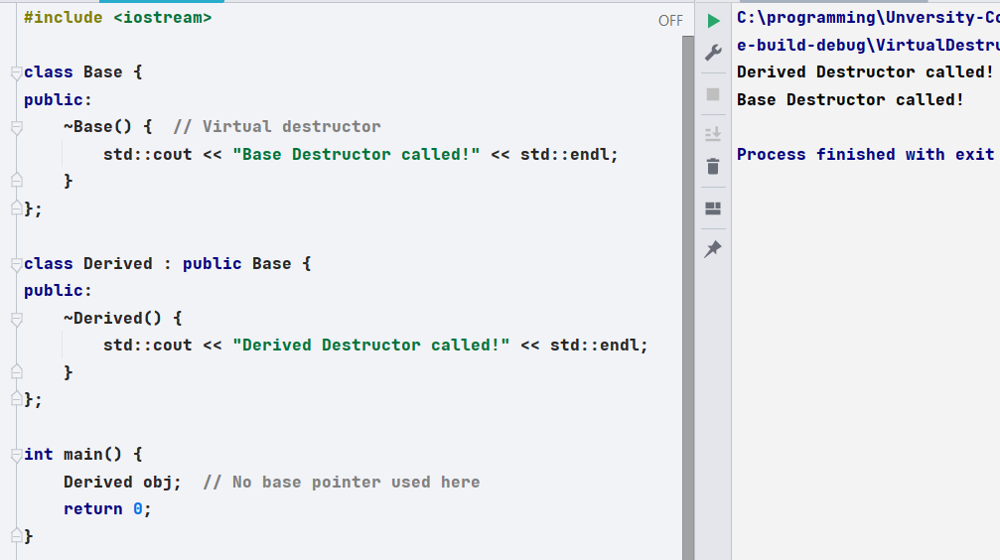 #include <iostream>
OFF
class Base {
public:
    ~Base() {  // Virtual destructor
        std::cout << "Base Destructor called!" << std::endl;
    }
};
class Derived : public Base {
public:
    ~Derived() {
        std::cout << "Derived Destructor called!" << std::endl;
    }
};
int main() {
    Derived obj;  // No base pointer used here
    return 0;
}
C:\programming\Unversity-Co
e-build-debug\VirtualDestru
Derived Destructor called!
Base Destructor called!
Process finished with exit